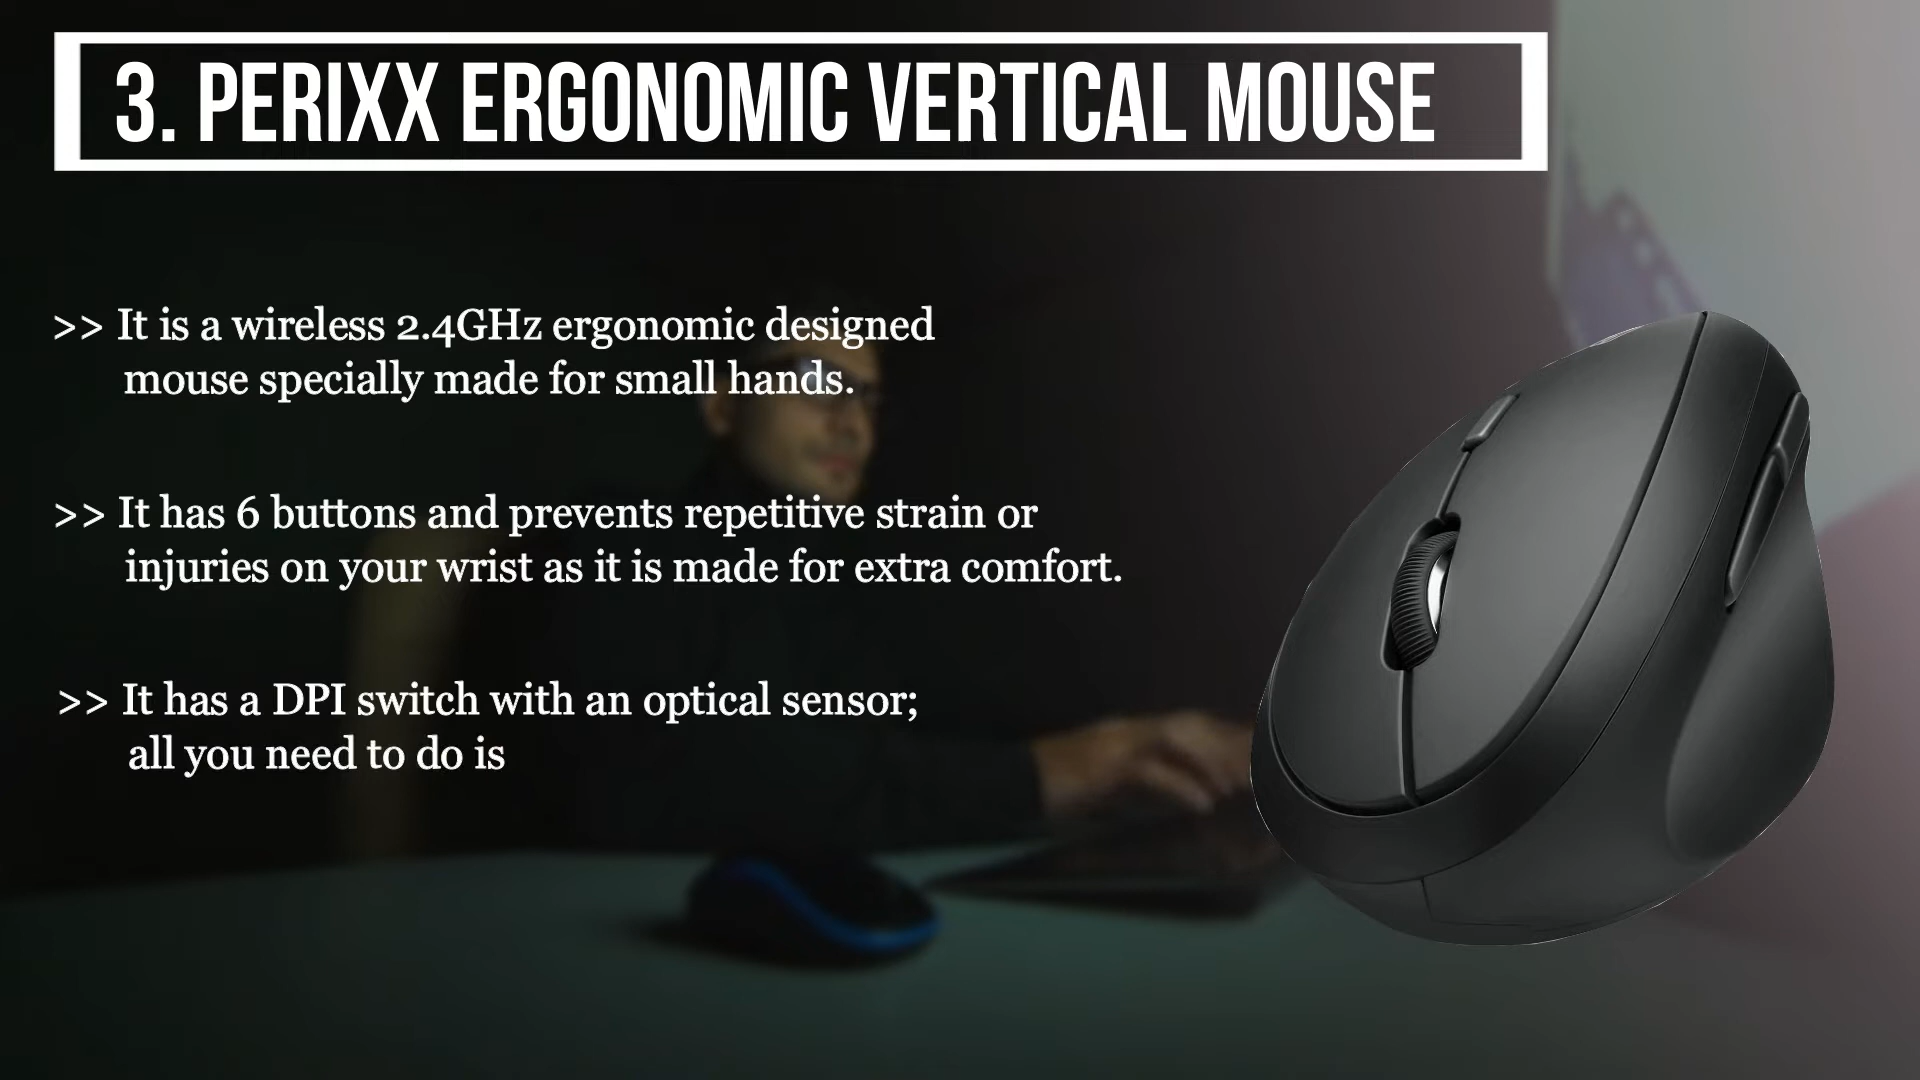 3. PERIXX ERGONOMIC VERTICAL MOUSE
>> It is a wireless 2.4GHz ergonomic designed
mouse specially made for small hands.
>> It has 6 buttons and prevents repetitive strain or
injuries on your wrist as it is made for extra comfort.
>> It has a DPI switch with an optical sensor;
all you need to do is